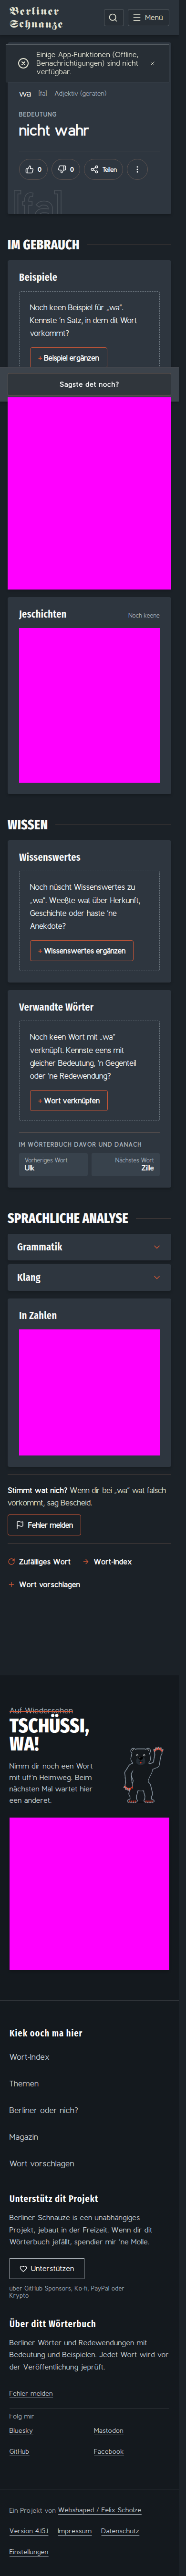 Berliner
Schnauze
Menü
Einige App-Funktionen (Offline,
Benachrichtigungen) sind nicht
verfügbar.
wa [fa] Adjektiv (geraten)
BEDEUTUNG
nicht wahr
0
0
Teilen
[fa]
IM GEBRAUCH
Beispiele
Noch keen Beispiel für „wa“.
Kennste 'n Satz, in dem dit Wort
vorkommt?
+ Beispiel ergänzen
Sagste det noch?
Jeschichten
Noch keene
WISSEN
Wissenswertes
Noch nüscht Wissenswertes zu
„wa“. Weeßte wat über Herkunft,
Geschichte oder haste 'ne
Anekdote?
+ Wissenswertes ergänzen
Verwandte Wörter
Noch keen Wort mit „wa“
verknüpft. Kennste eens mit
gleicher Bedeutung, 'n Gegenteil
oder 'ne Redewendung?
+ Wort verknüpfen
IM WÖRTERBUCH DAVOR UND DANACH
Vorheriges Wort
Ulk
Nächstes Wort
Zille
SPRACHLICHE ANALYSE
Grammatik
Klang
In Zahlen
Stimmt wat nich? Wenn dir bei „wa“ wat falsch
vorkommt, sag Bescheid.
Fehler melden
Zufälliges Wort
Wort-Index
+ Wort vorschlagen
Auf Wiedersehen
TSCHÜSSI,
WA!
Nimm dir noch een Wort
mit uff'n Heimweg. Beim
nächsten Mal wartet hier
een anderet.
Kiek ooch ma hier
Wort-Index
Themen
Berliner oder nich?
Magazin
Wort vorschlagen
Unterstütz dit Projekt
Berliner Schnauze is een unabhängiges
Projekt, jebaut in der Freizeit. Wenn dir dit
Wörterbuch jefällt, spendier mir 'ne Molle.
Unterstützen
über GitHub Sponsors, Ko-fi, PayPal oder
Krypto
Über ditt Wörterbuch
Berliner Wörter und Redewendungen mit
Bedeutung und Beispielen. Jedet Wort mit wat
der Veröffentlichung jeprüft.
Fehler melden
Folg mir
Bluesky
Mastodon
GitHub
Facebook
Ein Projekt von Webshaped / Felix Scholze
Version 4.15.1
Impressum
Datenschutz
Einstellungen